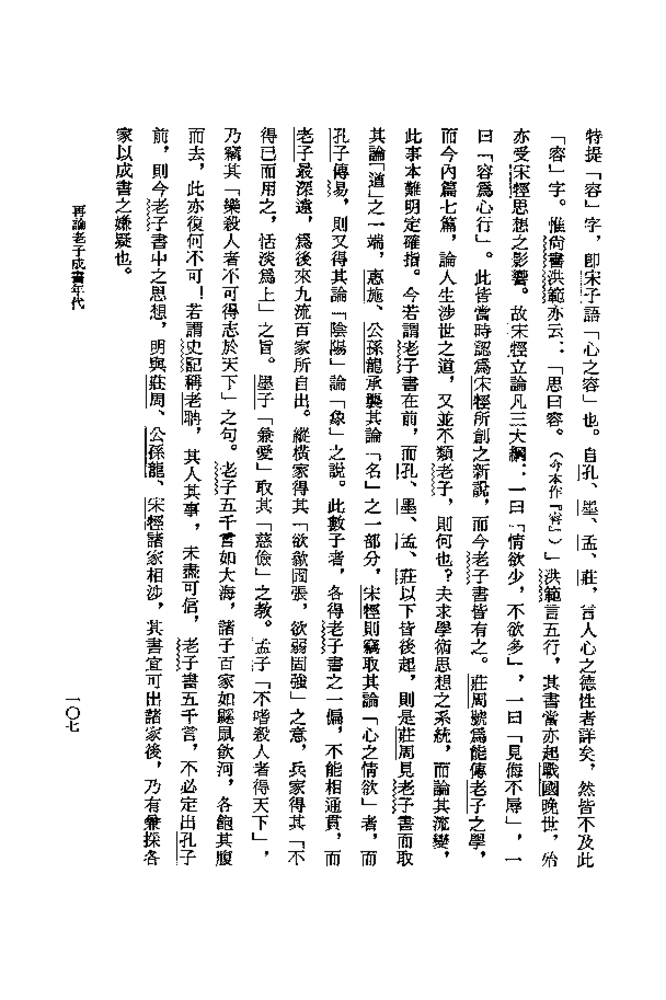 特提「容」字，卽宋子語「心之容」也。自孔、墨、孟、莊，言人心之德性者詳矣，然皆不及此
「容」字。惟尙書洪範亦云：「思曰容。（今本作『睿』）」洪範言五行，其書當亦起戰國晚世，殆
亦受宋牼思想之影響。故宋牼立論凡三大綱：一曰「情欲少，不欲多」，一曰「見侮不辱」，一
曰「容爲心行」。此皆當時認爲宋牼所創之新說，而今老子書皆有之。莊周號爲能傳老子之學，
而今內篇七篇，論人生涉世之道，又並不類老子，則何也？夫求學術思想之系統，而論其流變，
此事本難明定確指。今若謂老子書在前，而孔、墨、孟、莊以下皆後起，則是莊周見老子書而取
其論「道」之一端，惠施、公孫龍承襲其論「名」之一部分，宋牼則竊取其論「心之情欲」者，而
孔子傳易，則又得其論「陰陽」論「象」之說。此數子者，各得老子書之一偏，不能相通貫，而
老子最深遠，爲後來九流百家所自出。縱橫家得其「欲歙固張，欲弱固強」之意，兵家得其「不
得已而用之，恬淡爲上」之旨。墨子「兼愛」取其「慈儉」之敎。孟子「不嗜殺人者得天下」，
乃竊其「樂殺人者不可得志於天下」之句。老子五千言如大海，諸子百家如鼷鼠飮河，各飽其腹
而去，此亦復何不可！若謂史記稱老聃，其人其事，未盡可信，老子書五千言，不必定出孔子
前，則今老子書中之思想，明與莊周、公孫龍、宋牼諸家相涉，其書宜可出諸家後，乃有兼採各
家以成書之嫌疑也。
再論老子成書年代
一〇七